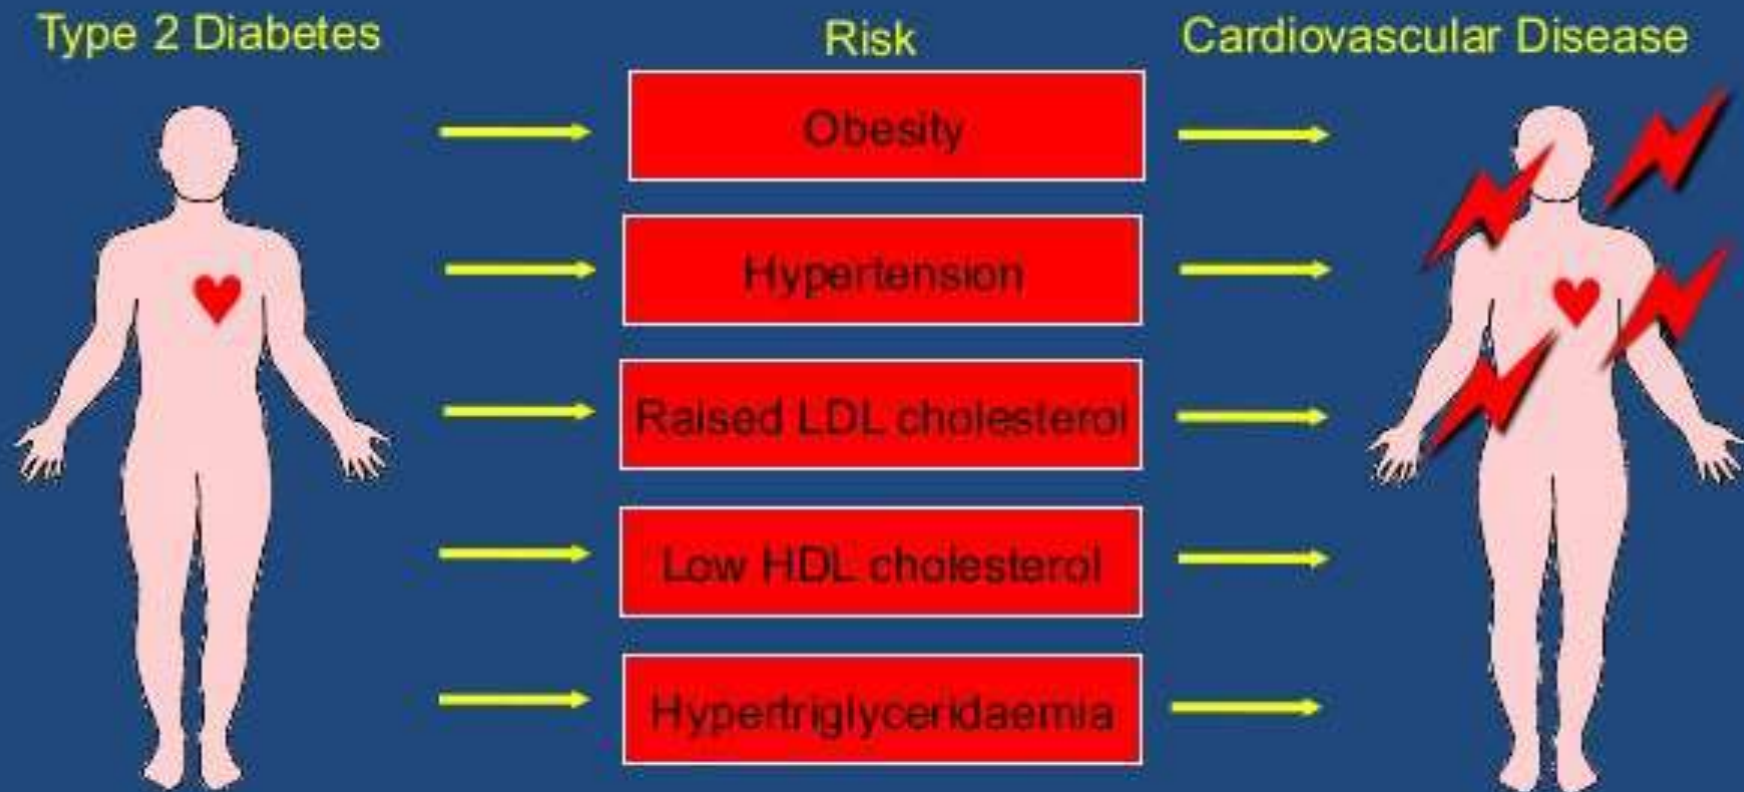 Type 2 Diabetes
Risk
Cardiovascular Disease
Obesity
Hypertension
Raised LDL cholesterol
Low HDL cholesterol
Hypertriglyceridaemia